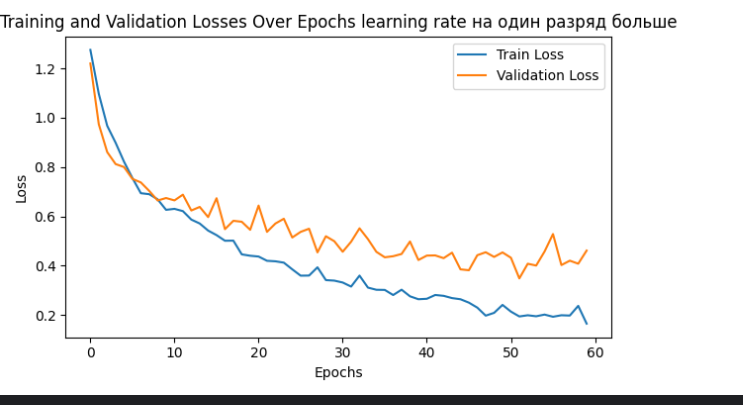 Training and Validation Losses Over Epochs learning rate на один разряд больше
Train Loss
Validation Loss
1.2
1.0
0.8
0.6
0.4
0.2
Loss
0 10 20 30 40 50 60
Epochs